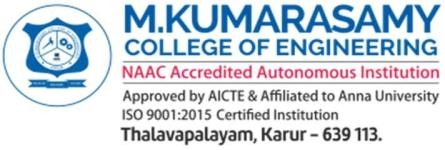 M.KUMARASAMY
COLLEGE OF ENGINEERING
NAAC Accredited Autonomous Institution
Approved by AICTE & Affiliated to Anna University
ISO 9001:2015 Certified Institution
Thalavapalayam, Karur – 639 113.